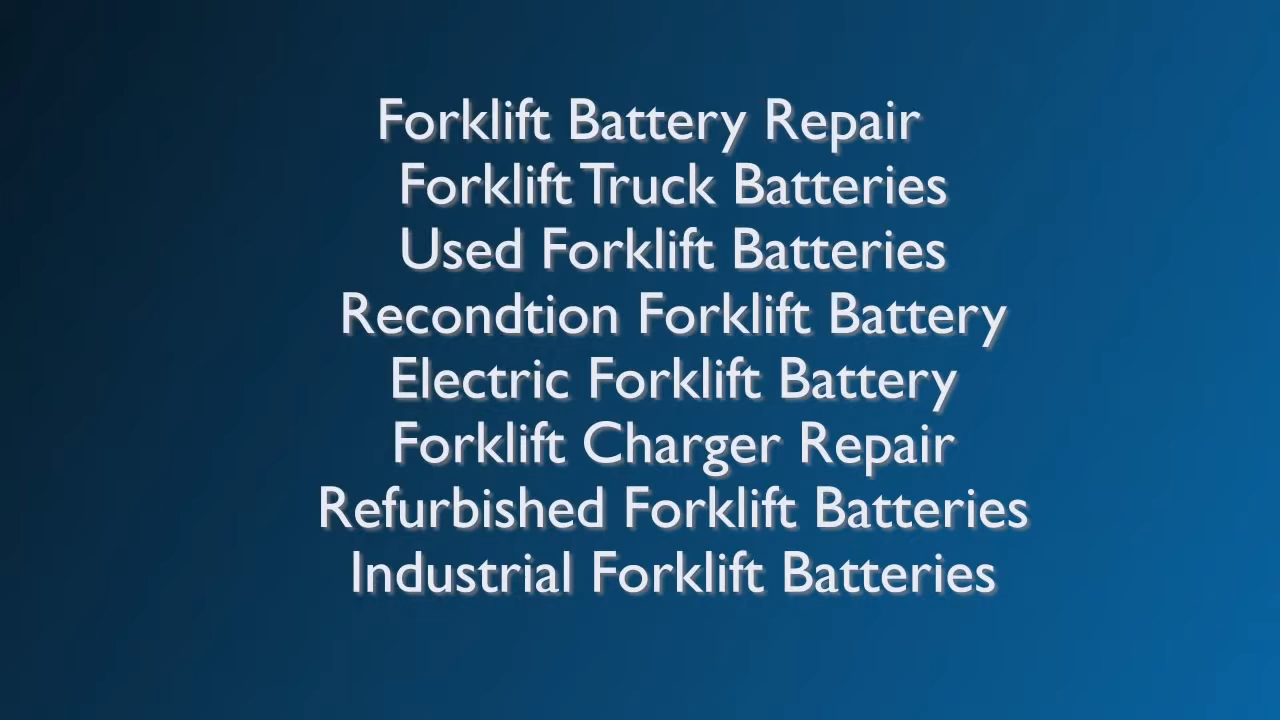 Forklift Battery Repair
Forklift Truck Batteries
Used Forklift Batteries
Recondtion Forklift Battery
Electric Forklift Battery
Forklift Charger Repair
Refurbished Forklift Batteries
Industrial Forklift Batteries